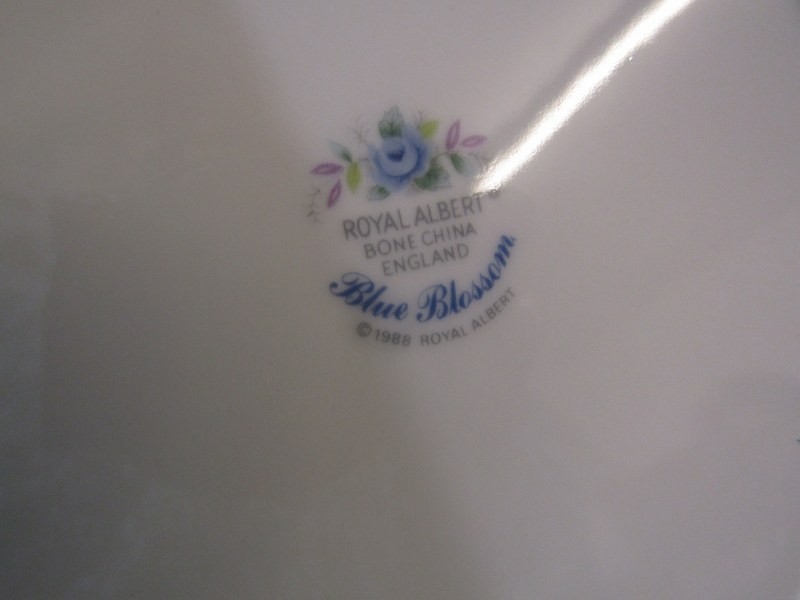 ROYAL ALBERT®
BONE CHINA
ENGLAND
Blue Blossom
©1988 ROYAL ALBERT